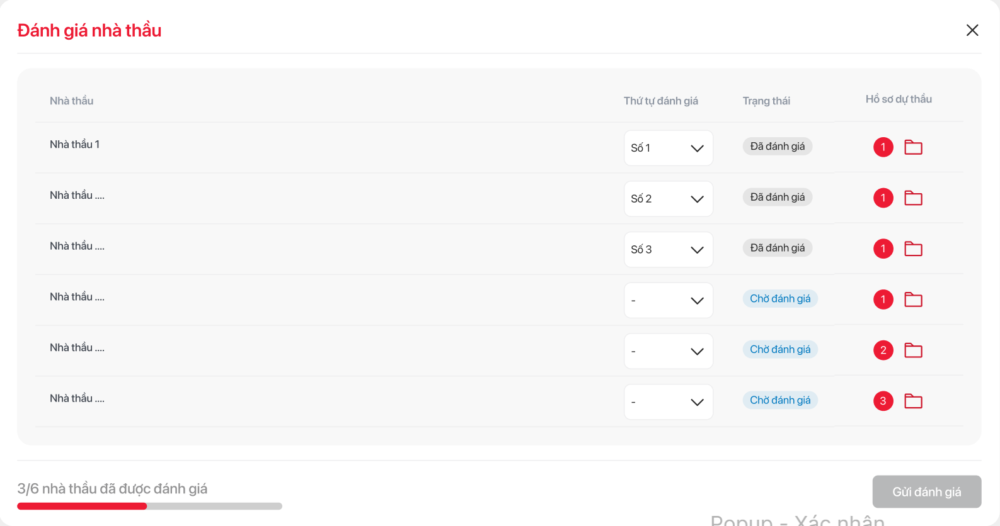 Đánh giá nhà thầu
Nhà thầu Thứ tự đánh giá Trạng thái Hồ sơ dự thầu
Nhà thầu 1 Số 1 Đã đánh giá 1
Nhà thầu .... Số 2 Đã đánh giá 1
Nhà thầu .... Số 3 Đã đánh giá 1
Nhà thầu .... - Chờ đánh giá 1
Nhà thầu .... - Chờ đánh giá 2
Nhà thầu .... - Chờ đánh giá 3
3/6 nhà thầu đã được đánh giá
Gửi đánh giá
Popup - Xác nhận